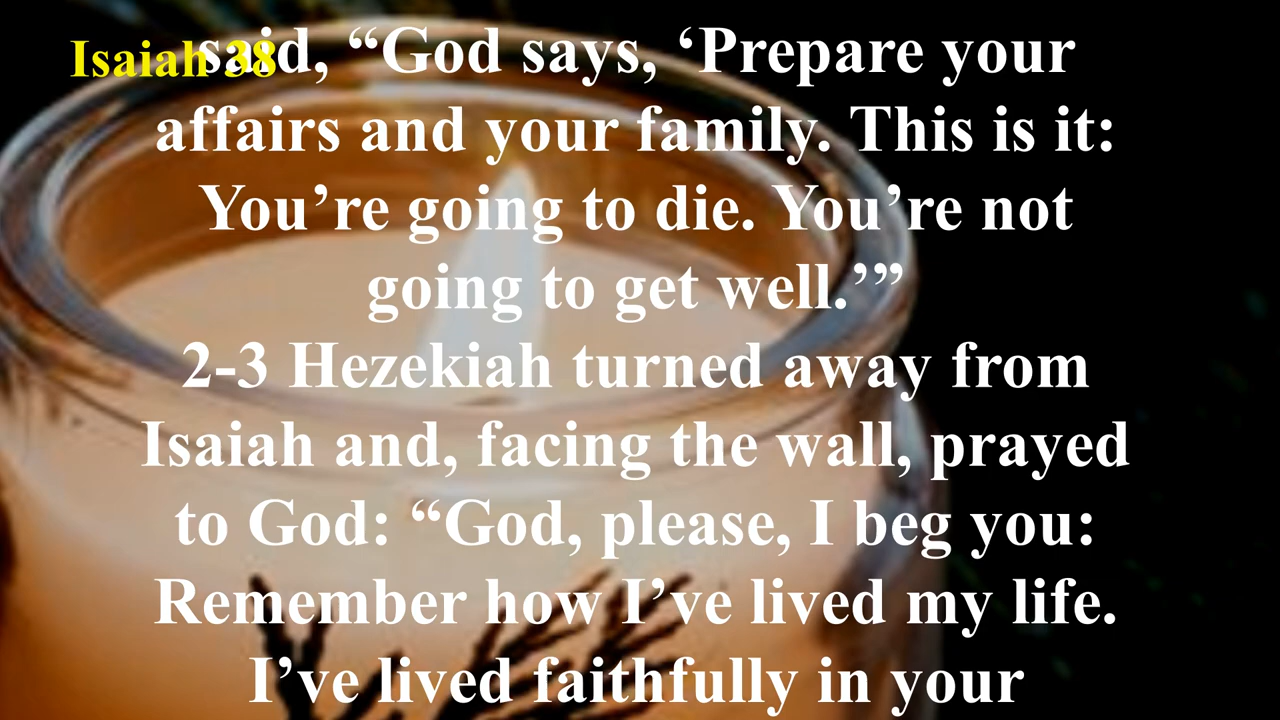 Isaiah 38
said, “God says, ‘Prepare your
affairs and your family. This is it:
You’re going to die. You’re not
going to get well.’”
2-3 Hezekiah turned away from
Isaiah and, facing the wall, prayed
to God: “God, please, I beg you:
Remember how I’ve lived my life.
I’ve lived faithfully in your